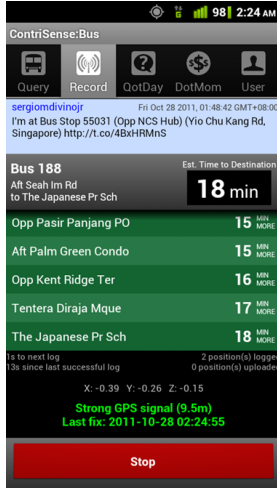 98 2:24 AM
ContriSense:Bus
Query Record QotDay DotMom User
sergiomdivinojr Fri Oct 28 2011, 01:48:42 GMT+08:00
I'm at Bus Stop 55031 (Opp NCS Hub) (Yio Chu Kang Rd,
Singapore) http://t.co/4BxHRMnS
Bus 188
Est. Time to Destination
Aft Seah Im Rd
to The Japanese Pr Sch
18 min
Opp Pasir Panjang PO 15 MIN MORE
Aft Palm Green Condo 15 MIN MORE
Opp Kent Ridge Ter 16 MIN MORE
Tentera Diraja Mque 17 MIN MORE
The Japanese Pr Sch 18 MIN MORE
1s to next log 2 position(s) logge
13s since last successful log 0 position(s) uploade
X: -0.39 Y: -0.26 Z: -0.15
Strong GPS signal (9.5m)
Last fix: 2011-10-28 02:24:55
Stop